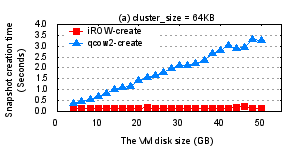 (a) cluster_size = 64KB
Snapshot creation time
(Seconds)
4.0
3.5
3.0
2.5
2.0
1.5
1.0
0.5
0.0
iROW-create
qcow2-create
0 10 20 30 40 50
The VM disk size (GB)